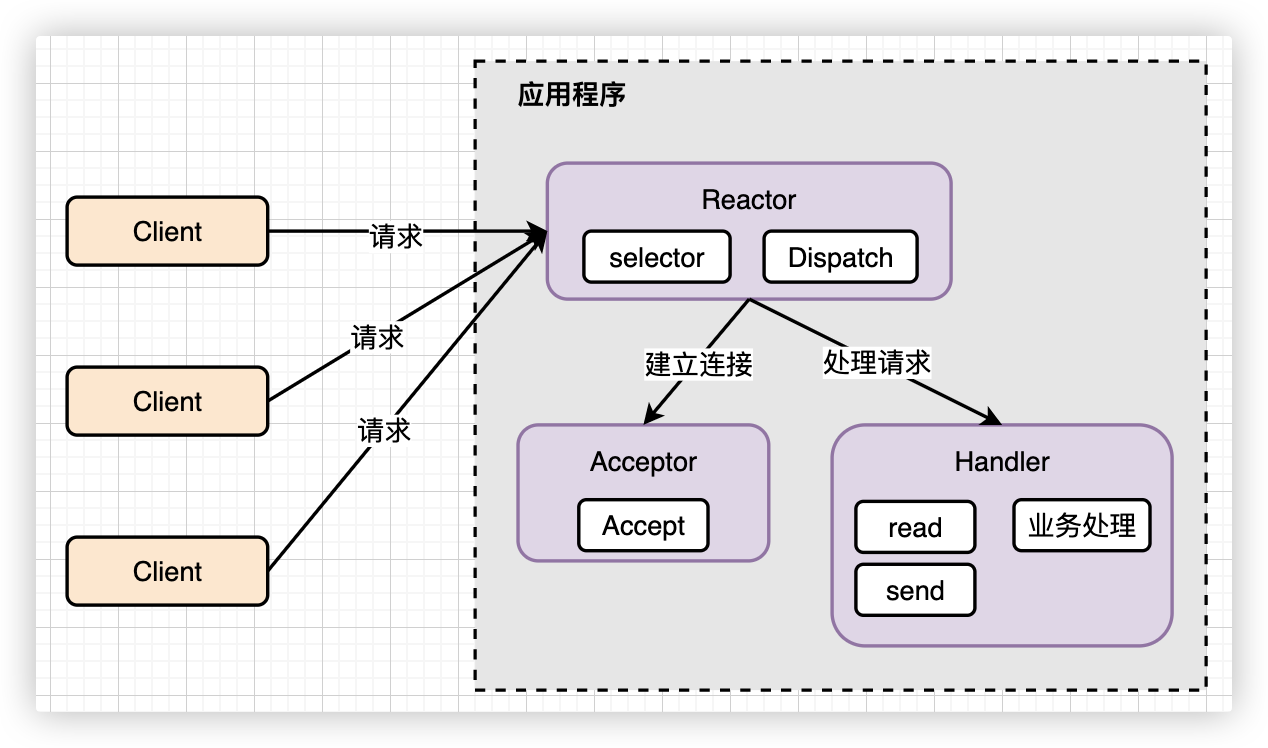 应用程序
Reactor
selector
Dispatch
Client
请求
Client
请求
Client
请求
建立连接
处理请求
Acceptor
Accept
Handler
read
业务处理
send